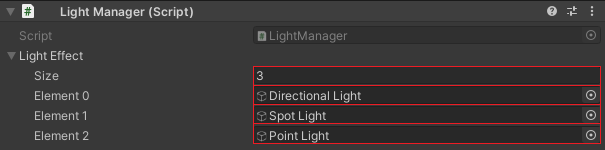 Light Manager (Script)
Script LightManager
Light Effect
Size 3
Element 0 Directional Light
Element 1 Spot Light
Element 2 Point Light